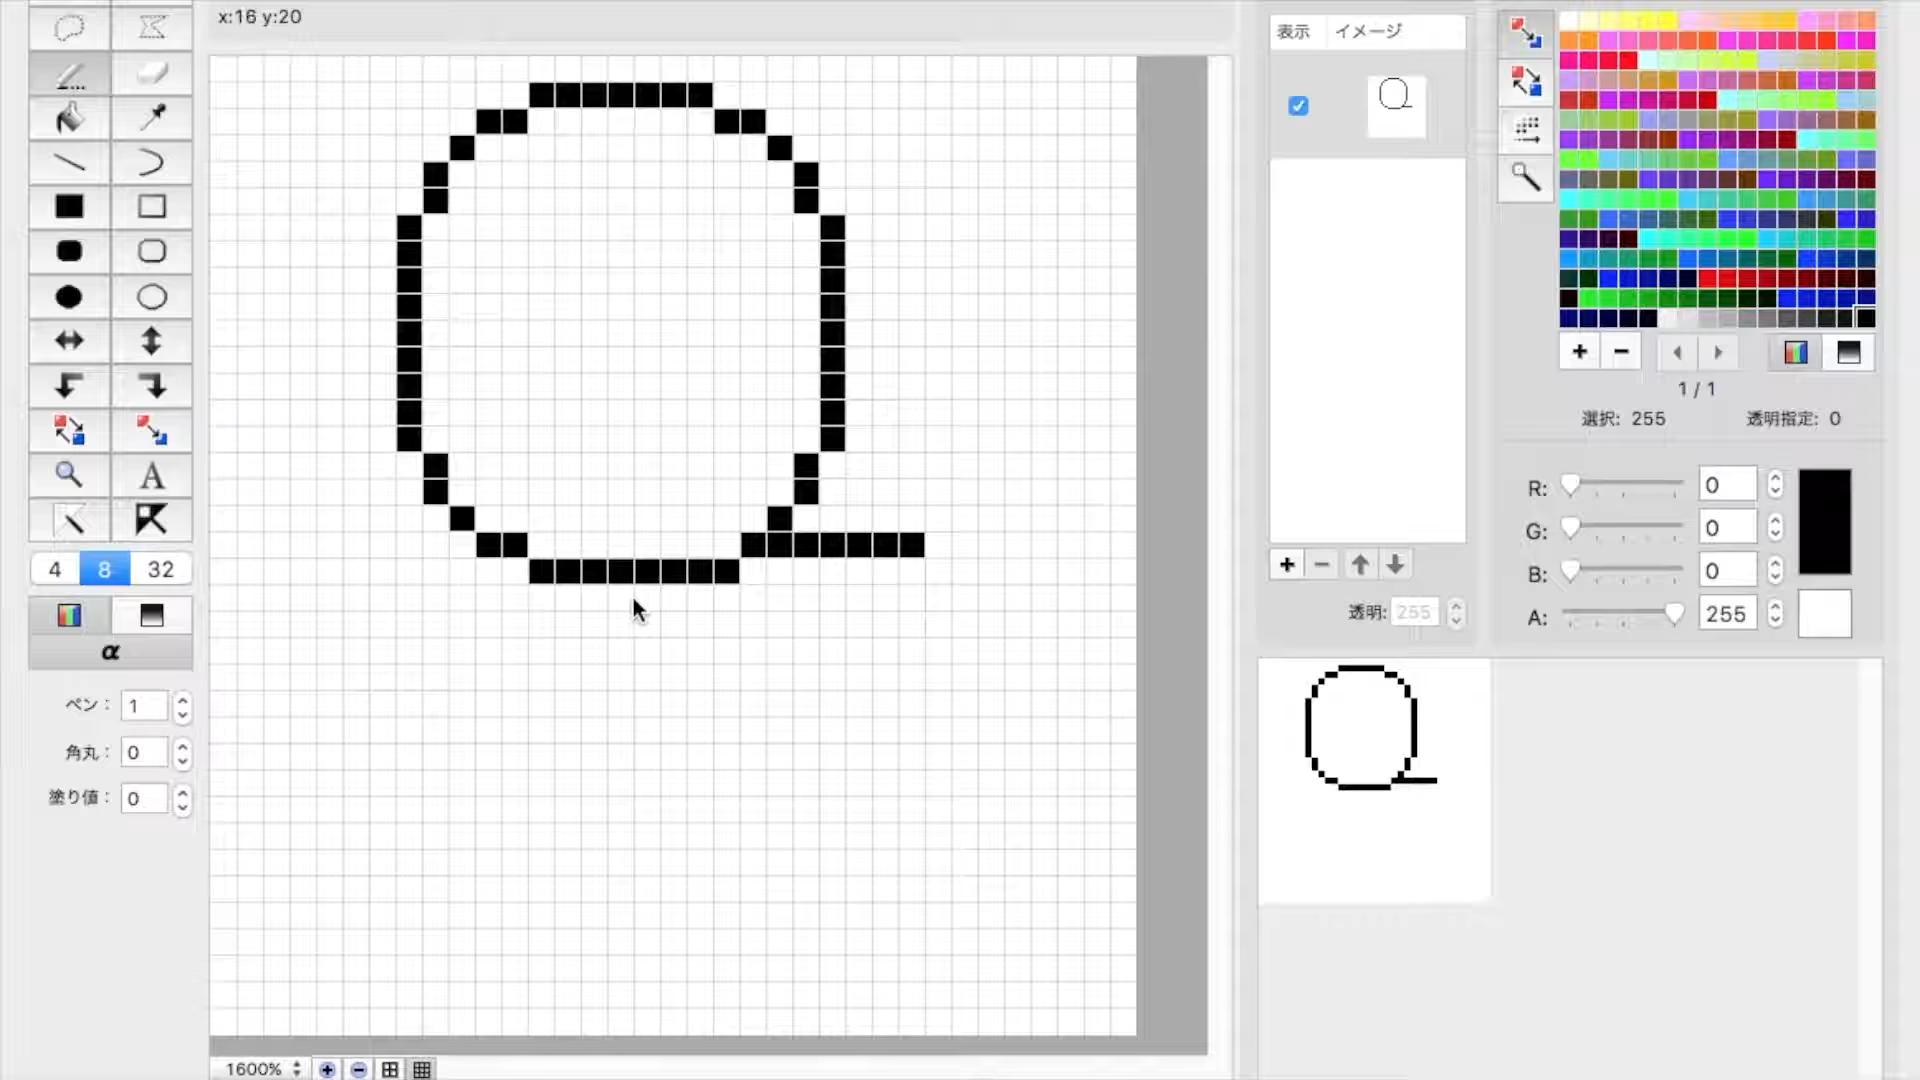 x:16 y:20
表示 イメージ
A
4 8 32
α
ペン： 1
角丸： 0
塗り値： 0
1600%
透明: 255
1 / 1
選択: 255 透明指定: 0
R: 0
G: 0
B: 0
A: 255